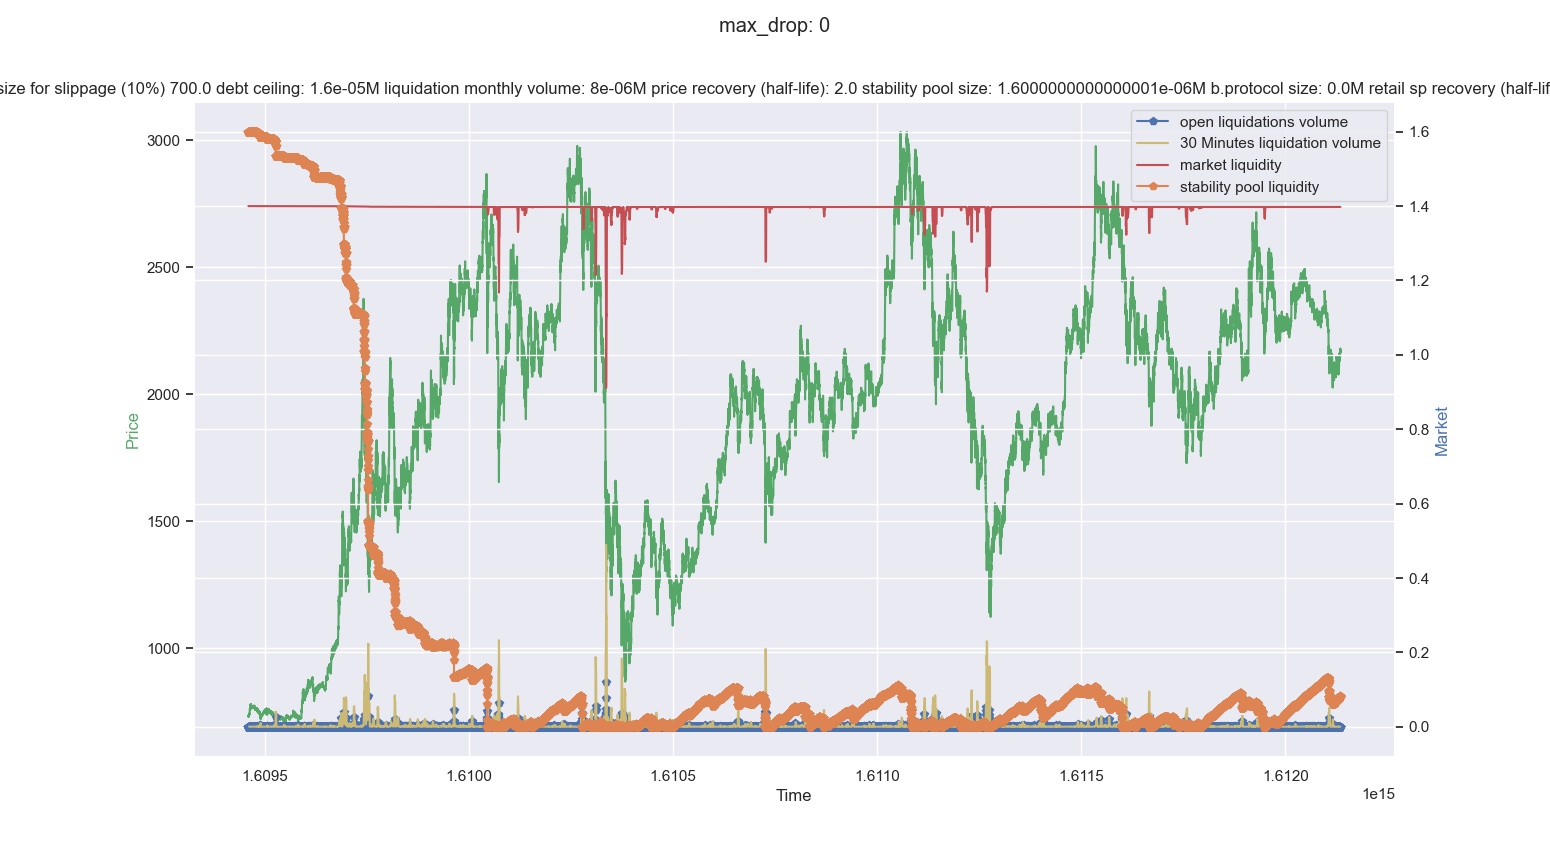 max_drop: 0
size for slippage (10%) 700.0 debt ceiling: 1.6e-05M liquidation monthly volume: 8e-06M price recovery (half-life): 2.0 stability pool size: 1.6000000000000001e-06M b.protocol size: 0.0M retail sp recovery (half-lif
open liquidations volume
30 Minutes liquidation volume
market liquidity
stability pool liquidity
3000
2500
2000
1500
1000
Price
1.6
1.4
1.2
1.0
0.8
0.6
0.4
0.2
0.0
Market
1.6095
1.6100
1.6105
1.6110
1.6115
1.6120
Time
1e15